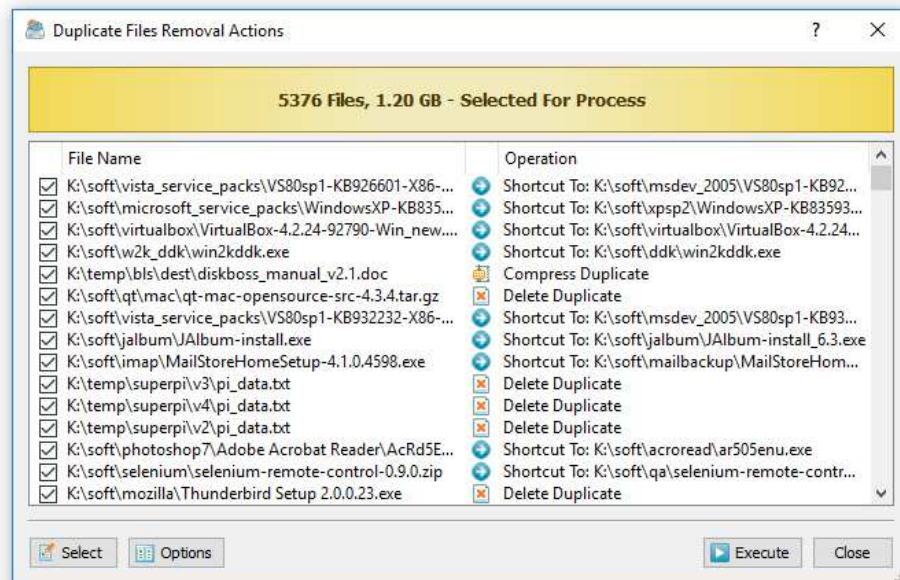 Duplicate Files Removal Actions ?
5376 Files, 1.20 GB - Selected For Process
File Name Operation
K:\soft\vista_service_packs\VS80sp1-KB926601-X86-... Shortcut To: K:\soft\msdev_2005\VS80sp1-KB92...
K:\soft\microsoft_service_packs\WindowsXP-KB835... Shortcut To: K:\soft\xpsp2\WindowsXP-KB83593...
K:\soft\virtualbox\VirtualBox-4.2.24-92790-Win_new.... Shortcut To: K:\soft\virtualbox\VirtualBox-4.2.24...
K:\soft\w2k_ddk\win2kddk.exe Shortcut To: K:\soft\ddk\win2kddk.exe
K:\temp\bls\dest\diskboss_manual_v2.1.doc Compress Duplicate
K:\soft\qt\mac\qt-mac-opensource-src-4.3.4.tar.gz Delete Duplicate
K:\soft\vista_service_packs\VS80sp1-KB932232-X86-... Shortcut To: K:\soft\msdev_2005\VS80sp1-KB93...
K:\soft\jalbum\JAlbum-install.exe Shortcut To: K:\soft\jalbum\JAlbum-install_6.3.exe
K:\soft\imap\MailStoreHomeSetup-4.1.0.4598.exe Shortcut To: K:\soft\mailbackup\MailStoreHom...
K:\temp\superpi\v3\pi_data.txt Delete Duplicate
K:\temp\superpi\v4\pi_data.txt Delete Duplicate
K:\temp\superpi\v2\pi_data.txt Delete Duplicate
K:\soft\photoshop7\Adobe Acrobat Reader\AcRd5E... Shortcut To: K:\soft\acroread\ar505enu.exe
K:\soft\selenium\selenium-remote-control-0.9.0.zip Shortcut To: K:\soft\qa\selenium-remote-contr...
K:\soft\mozilla\Thunderbird Setup 2.0.0.23.exe Delete Duplicate
Select Options Execute Close